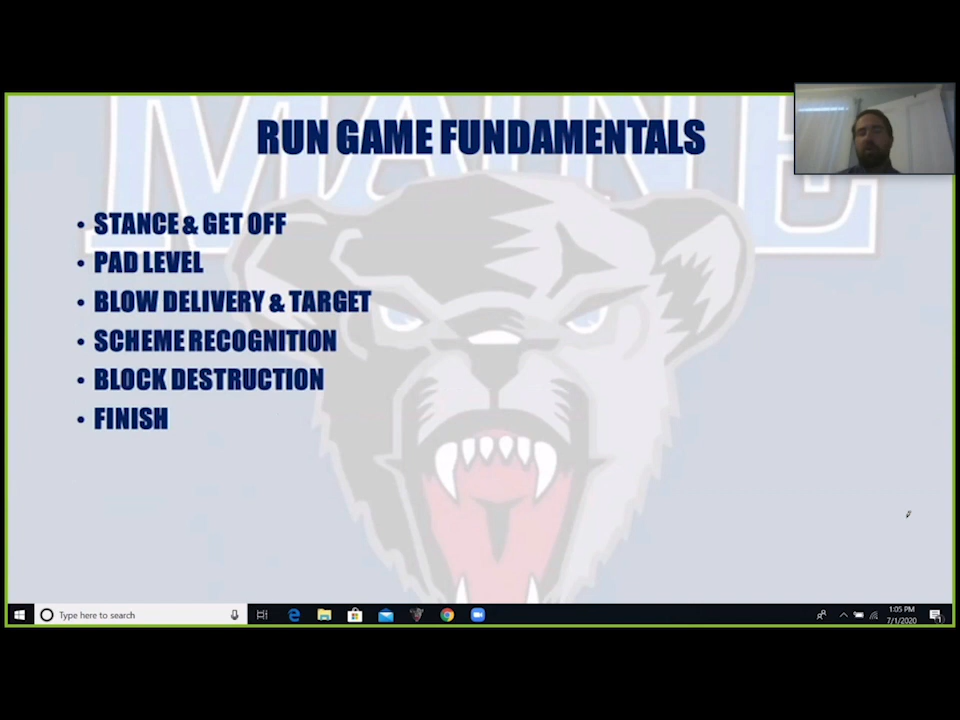 MAINE
RUN GAME FUNDAMENTALS
• STANCE & GET OFF
• PAD LEVEL
• BLOW DELIVERY & TARGET
• SCHEME RECOGNITION
• BLOCK DESTRUCTION
• FINISH
Type here to search
1:05 PM
7/1/2020